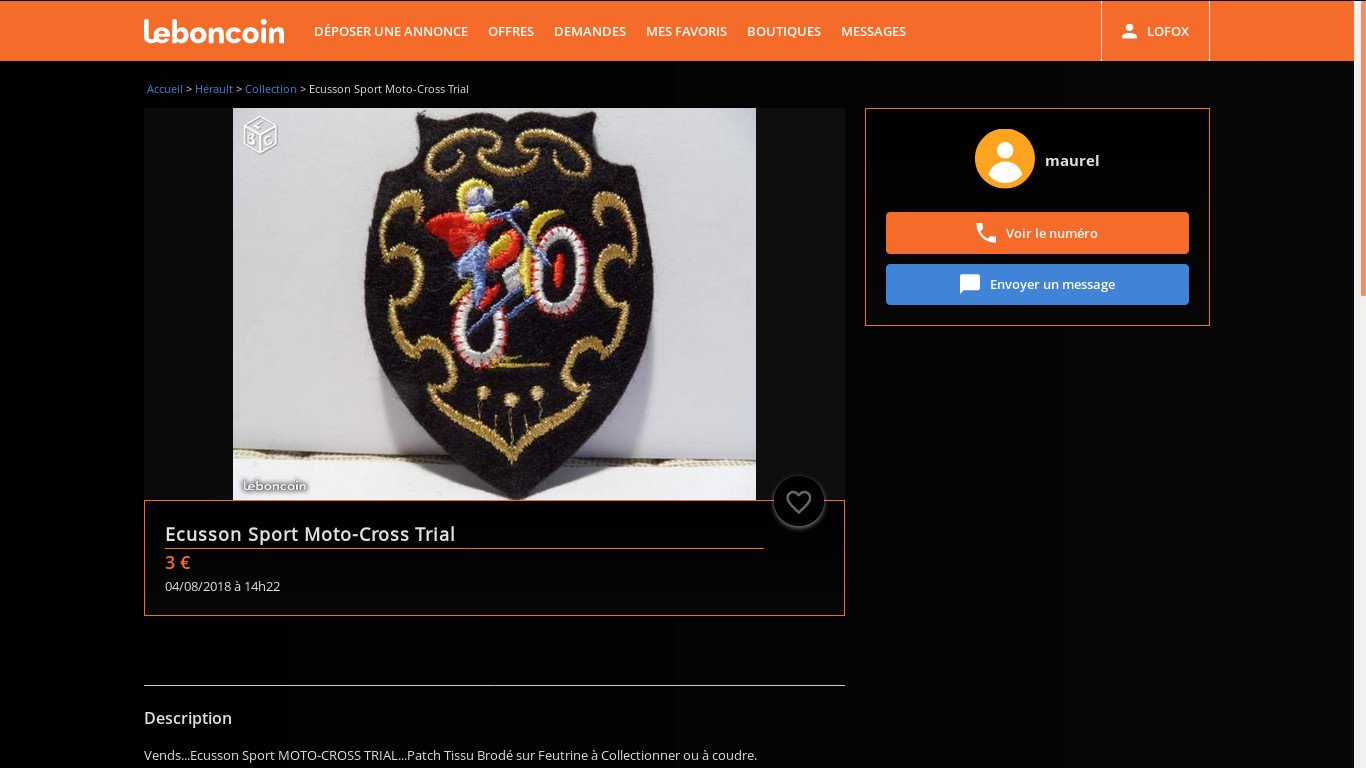 leboncoin
DÉPOSER UNE ANNONCE
OFFRES
DEMANDES
MES FAVORIS
BOUTIQUES
MESSAGES
LOFOX
Accueil > Hérault > Collection > Ecusson Sport Moto-Cross Trial
LBC
leboncoin
maurel
Voir le numéro
Envoyer un message
Ecusson Sport Moto-Cross Trial
3 €
04/08/2018 à 14h22
Description
Vends...Ecusson Sport MOTO-CROSS TRIAL...Patch Tissu Brodé sur Feutrine à Collectionner ou à coudre.